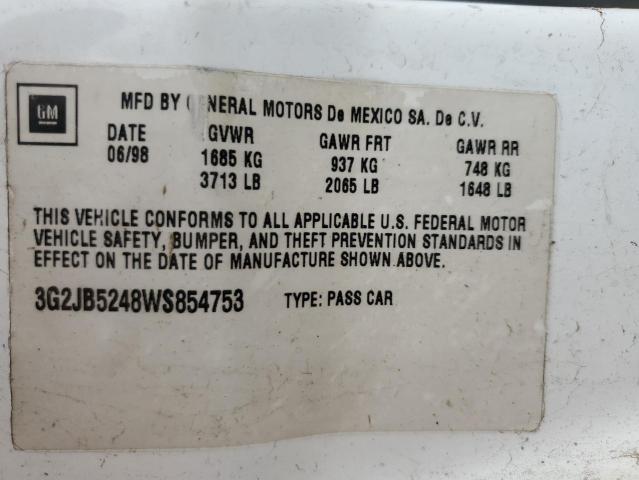 GM
MFD BY GENERAL MOTORS De MEXICO SA. De C.V.
DATE GVWR GAWR FRT GAWR RR
06/98 1685 KG 937 KG 748 KG
3713 LB 2065 LB 1648 LB
THIS VEHICLE CONFORMS TO ALL APPLICABLE U.S. FEDERAL MOTOR
VEHICLE SAFETY, BUMPER, AND THEFT PREVENTION STANDARDS IN
EFFECT ON THE DATE OF MANUFACTURE SHOWN ABOVE.
3G2JB5248WS854753 TYPE: PASS CAR